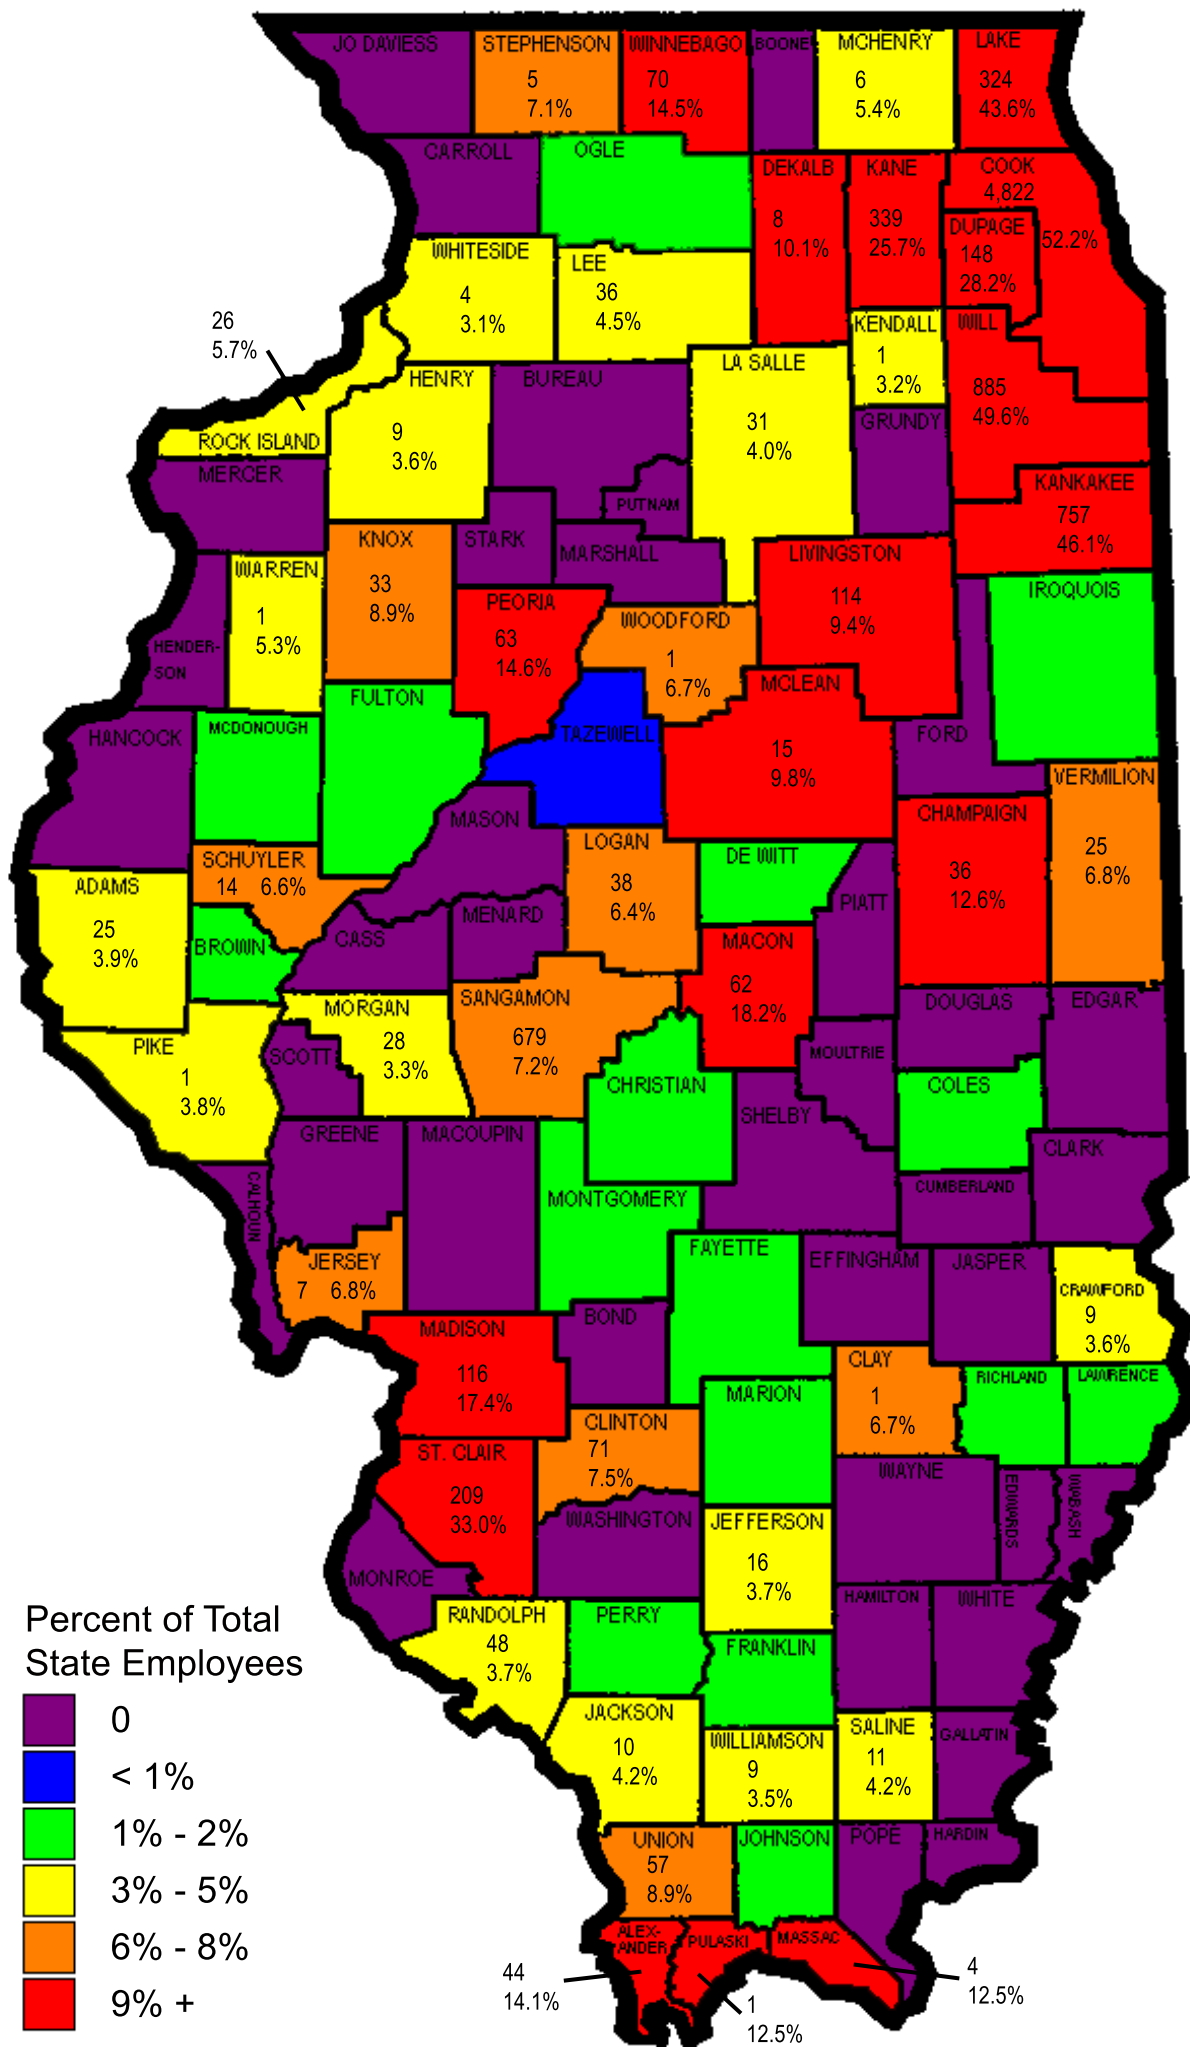 JO DAVIESS
STEPHENSON
5
7.1%
WINNEBAGO
70
14.5%
BOONE
MCHENRY
6
5.4%
LAKE
324
43.6%
CARROLL
OGLE
DEKALB
8
10.1%
KANE
339
25.7%
COOK
4,822
52.2%
DUPAGE
148
28.2%
WHITESIDE
4
3.1%
LEE
36
4.5%
26
5.7%
ROCK ISLAND
HENRY
9
3.6%
BUREAU
LA SALLE
31
4.0%
KENDALL
1
3.2%
WILL
885
49.6%
GRUNDY
MERCER
PUTNAM
KANKAKEE
757
46.1%
KNOX
33
8.9%
STARK
MARSHALL
LIVINGSTON
114
9.4%
WARREN
1
5.3%
HENDER-
SON
PEORIA
63
14.6%
WOODFORD
1
6.7%
IROQUOIS
FULTON
MCLEAN
15
9.8%
HANCOCK
MCDONOUGH
TAZEWELL
FORD
VERMILION
25
6.8%
MASON
CHAMPAIGN
36
12.6%
LOGAN
38
6.4%
DE WITT
SCHUYLER
14 6.6%
ADAMS
25
3.9%
PIATT
BROWN
CASS
MENARD
MACON
62
18.2%
MORGAN
28
3.3%
SANGAMON
679
7.2%
DOUGLAS
EDGAR
PIKE
1
3.8%
SCOTT
MOULTRIE
CHRISTIAN
COLES
SHELBY
GREENE
MACOUPIN
CLARK
CALHOUN
MONTGOMERY
CUMBERLAND
JERSEY
7 6.8%
FAYETTE
EFFINGHAM
JASPER
CRAWFORD
9
3.6%
MADISON
116
17.4%
BOND
CLAY
1
6.7%
RICHLAND
LAWRENCE
MARION
CLINTON
71
7.5%
ST. CLAIR
209
33.0%
WAYNE
EDWARDS
WABASH
WASHINGTON
JEFFERSON
16
3.7%
MONROE
HAMILTON
WHITE
RANDOLPH
48
3.7%
PERRY
FRANKLIN
JACKSON
10
4.2%
WILLIAMSON
9
3.5%
SALINE
11
4.2%
GALLATIN
UNION
57
8.9%
JOHNSON
POPE
HARDIN
ALEX-
ANDER
PULASKI
MASSAC
44
14.1%
1
12.5%
4
12.5%
Percent of Total
State Employees
0
< 1%
1% - 2%
3% - 5%
6% - 8%
9% +